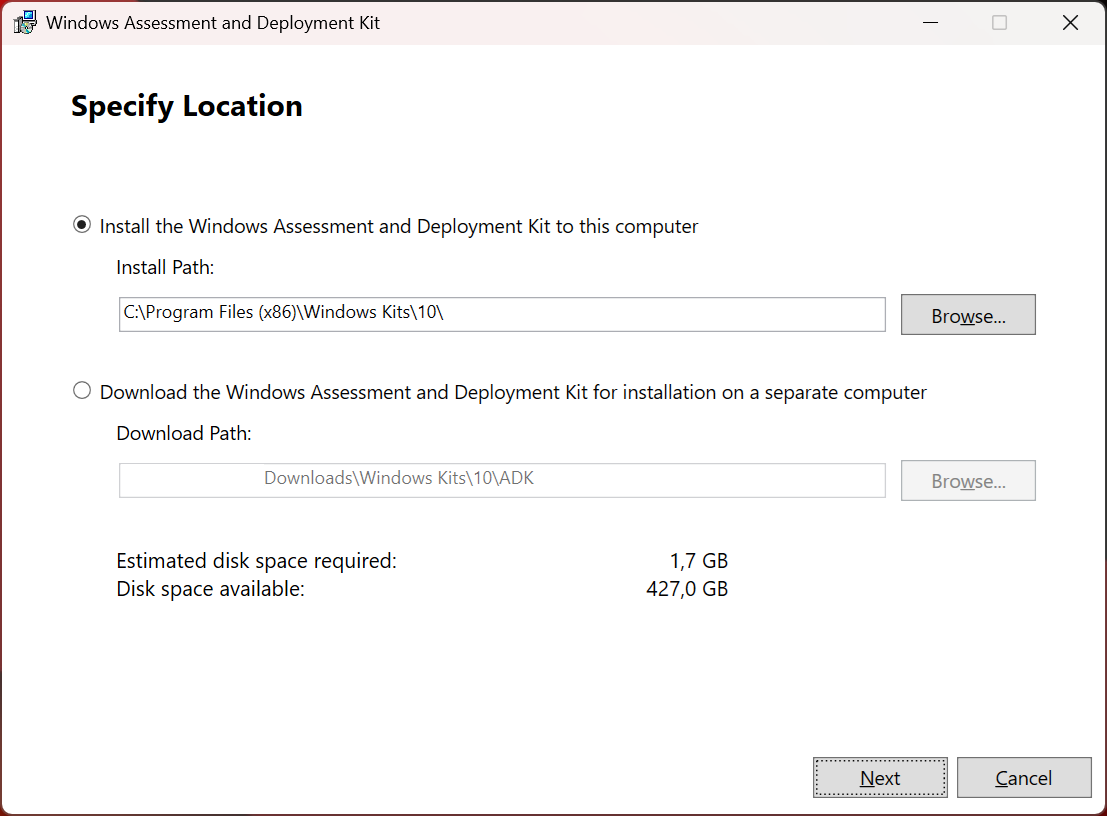 Windows Assessment and Deployment Kit
Specify Location
Install the Windows Assessment and Deployment Kit to this computer
Install Path:
C:\Program Files (x86)\Windows Kits\10\
Browse...
Download the Windows Assessment and Deployment Kit for installation on a separate computer
Download Path:
Downloads\Windows Kits\10\ADK
Browse...
Estimated disk space required: 1,7 GB
Disk space available: 427,0 GB
Next
Cancel